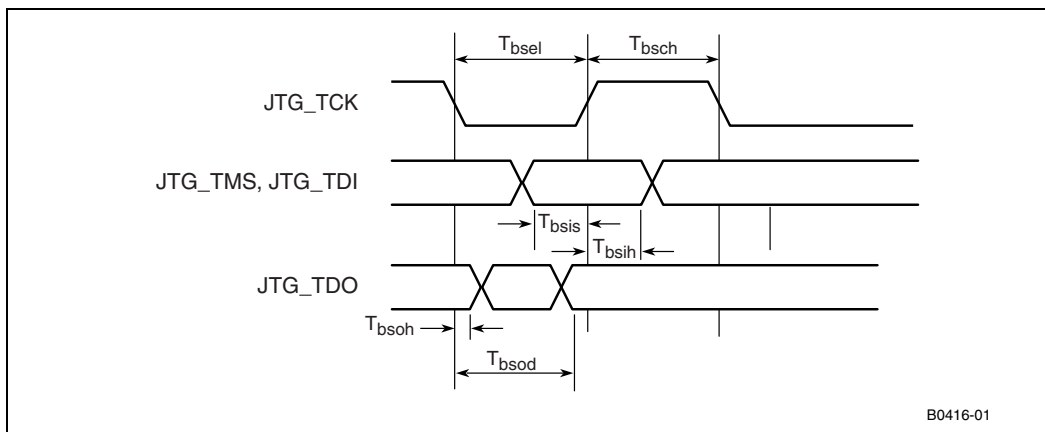 T_bsel T_bsch
JTG_TCK
JTG_TMS, JTG_TDI
T_bsis
T_bsih
JTG_TDO
T_bsoh
T_bsod
B0416-01